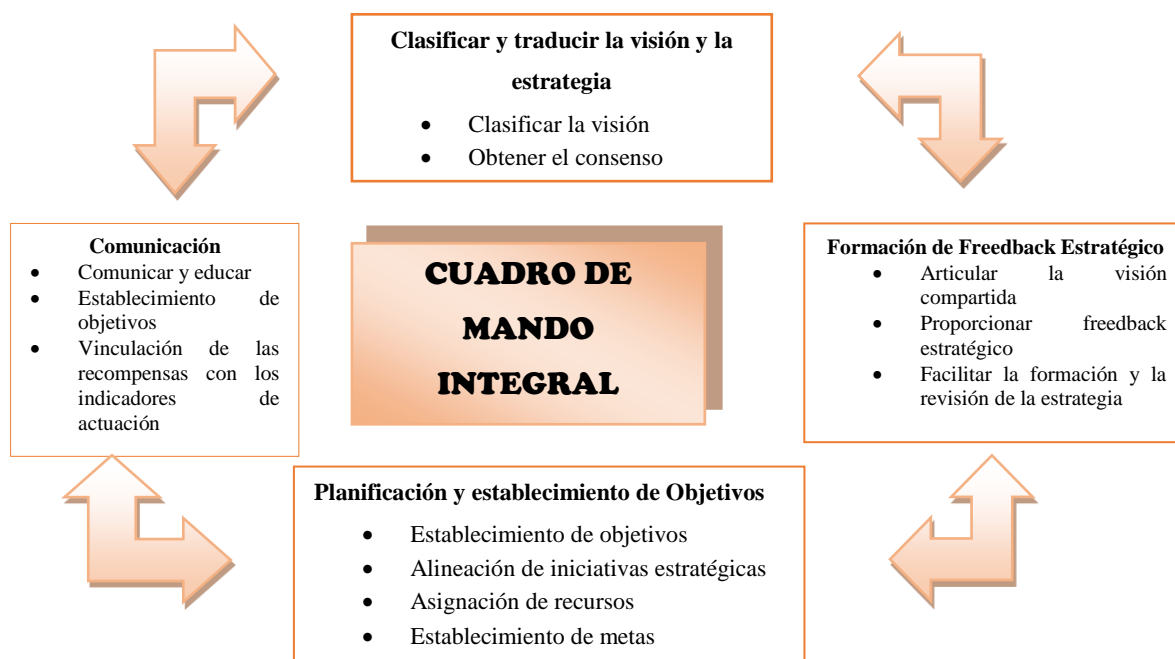 Clasificar y traducir la visión y la
estrategia
• Clasificar la visión
• Obtener el consenso
Comunicación
• Comunicar y educar
• Establecimiento de
objetivos
• Vinculación de las
recompensas con los
indicadores de
actuación
CUADRO DE
MANDO
INTEGRAL
Formación de Freedback Estratégico
• Articular la visión
compartida
• Proporcionar freedback
estratégico
• Facilitar la formación y la
revisión de la estrategia
Planificación y establecimiento de Objetivos
• Establecimiento de objetivos
• Alineación de iniciativas estratégicas
• Asignación de recursos
• Establecimiento de metas